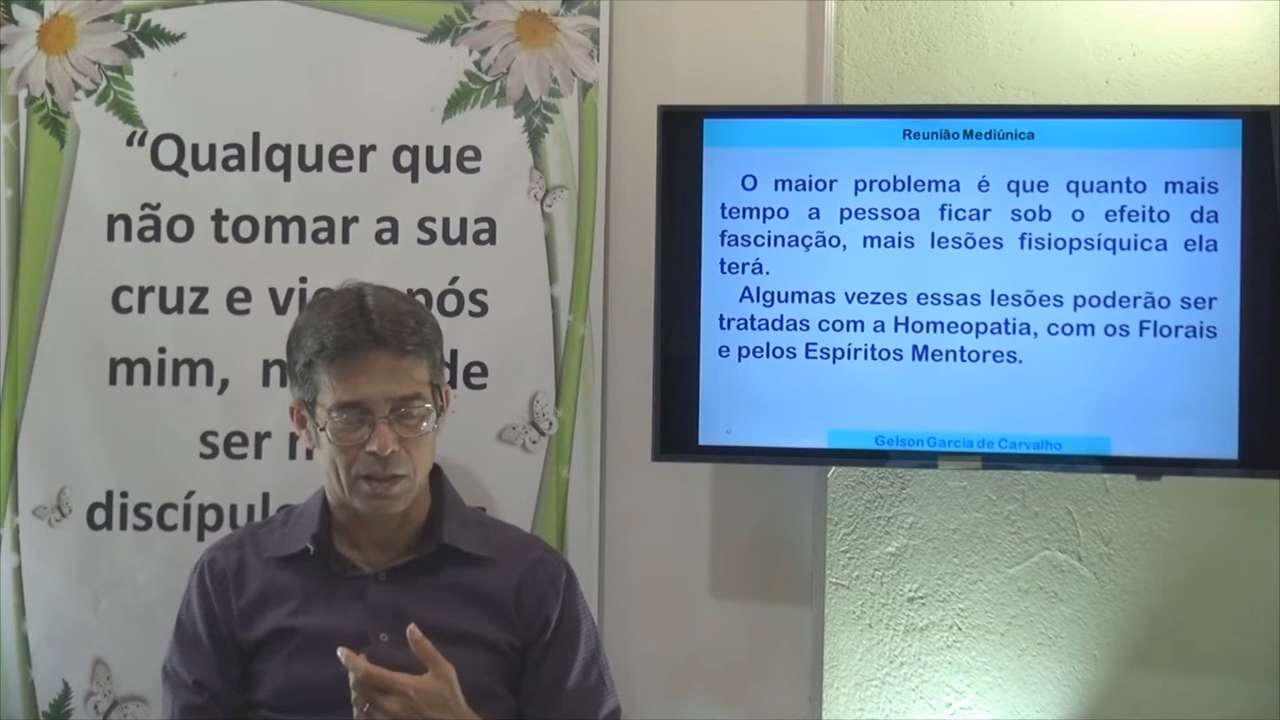 “Qualquer que
não tomar a sua
cruz e
mim,
ser
Reunião Mediúnica
O maior problema é que quanto mais
tempo a pessoa ficar sob o efeito da
fascinação, mais lesões fisiopsíquica ela
terá.
Algumas vezes essas lesões poderão ser
tratadas com a Homeopatia, com os Florais
e pelos Espíritos Mentores.
42
Gelson Garcia de Carvalho